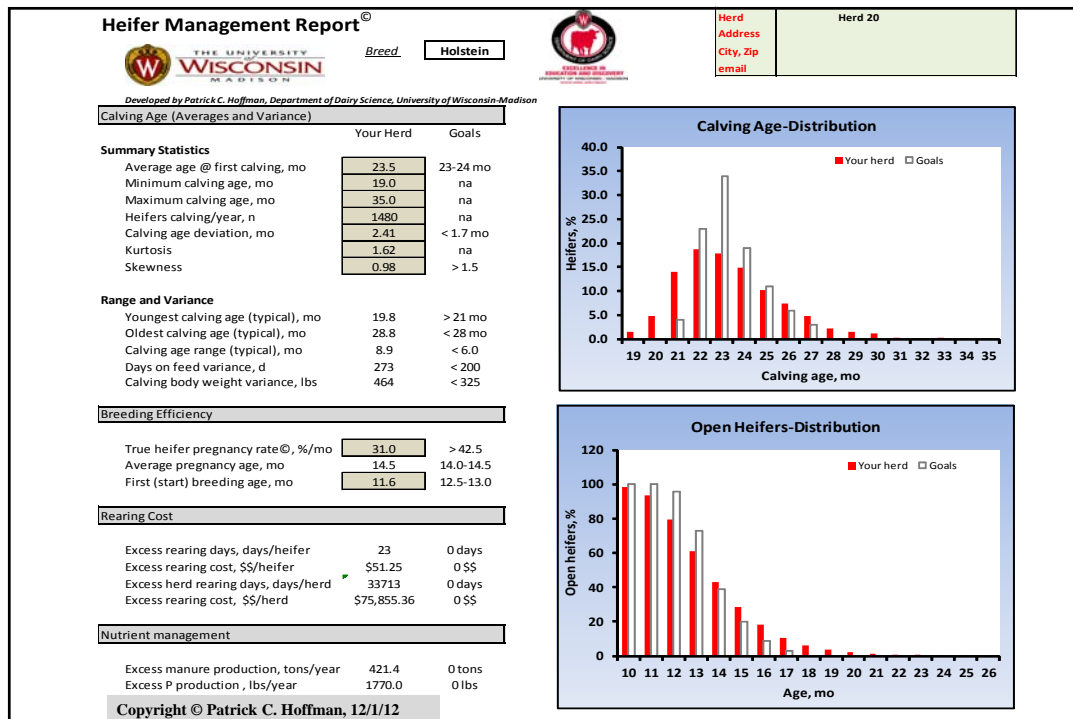 Heifer Management Report©
THE UNIVERSITY
of
WISCONSIN
MADISON
Breed Holstein
EXCELLENCE IN
EDUCATION AND DISCOVERY
UNIVERSITY OF WISCONSIN - MADISON
Herd Herd 20
Address
City, Zip
email
Developed by Patrick C. Hoffman, Department of Dairy Science, University of Wisconsin-Madison
Calving Age (Averages and Variance)
Your Herd Goals
Summary Statistics
Average age @ first calving, mo 23.5 23-24 mo
Minimum calving age, mo 19.0 na
Maximum calving age, mo 35.0 na
Heifers calving/year, n 1480 na
Calving age deviation, mo 2.41 < 1.7 mo
Kurtosis 1.62 na
Skewness 0.98 > 1.5
Range and Variance
Youngest calving age (typical), mo 19.8 > 21 mo
Oldest calving age (typical), mo 28.8 < 28 mo
Calving age range (typical), mo 8.9 < 6.0
Days on feed variance, d 273 < 200
Calving body weight variance, lbs 464 < 325
Breeding Efficiency
True heifer pregnancy rate©, %/mo 31.0 > 42.5
Average pregnancy age, mo 14.5 14.0-14.5
First (start) breeding age, mo 11.6 12.5-13.0
Rearing Cost
Excess rearing days, days/heifer 23 0 days
Excess rearing cost, $$/heifer $51.25 0 $$
Excess herd rearing days, days/herd 33713 0 days
Excess rearing cost, $$/herd $75,855.36 0 $$
Nutrient management
Excess manure production, tons/year 421.4 0 tons
Excess P production , lbs/year 1770.0 0 lbs
Copyright © Patrick C. Hoffman, 12/1/12
Calving Age-Distribution
Your herd Goals
Heifers, %
40.0
35.0
30.0
25.0
20.0
15.0
10.0
5.0
0.0
19 20 21 22 23 24 25 26 27 28 29 30 31 32 33 34 35
Calving age, mo
Open Heifers-Distribution
Your herd Goals
Open heifers, %
120
100
80
60
40
20
0
10 11 12 13 14 15 16 17 18 19 20 21 22 23 24 25 26
Age, mo